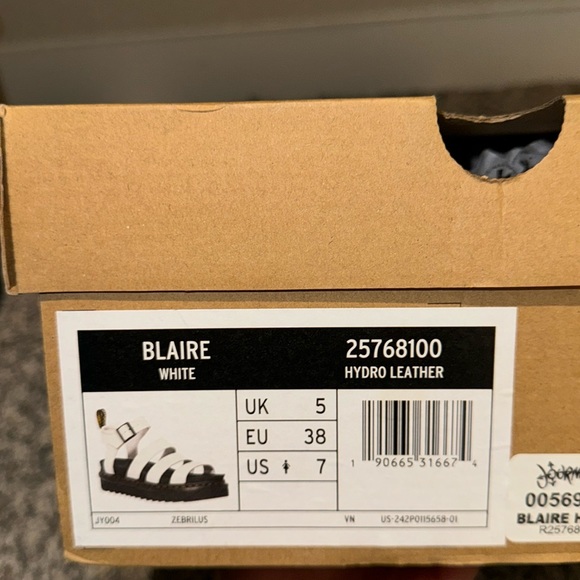 BLAIRE
WHITE
25768100
HYDRO LEATHER
UK 5
EU 38
US 7
1 90665 31667 4
JY004 ZEBRILUS VN US-242P0115658-01
00569
BLAIRE H
R25768